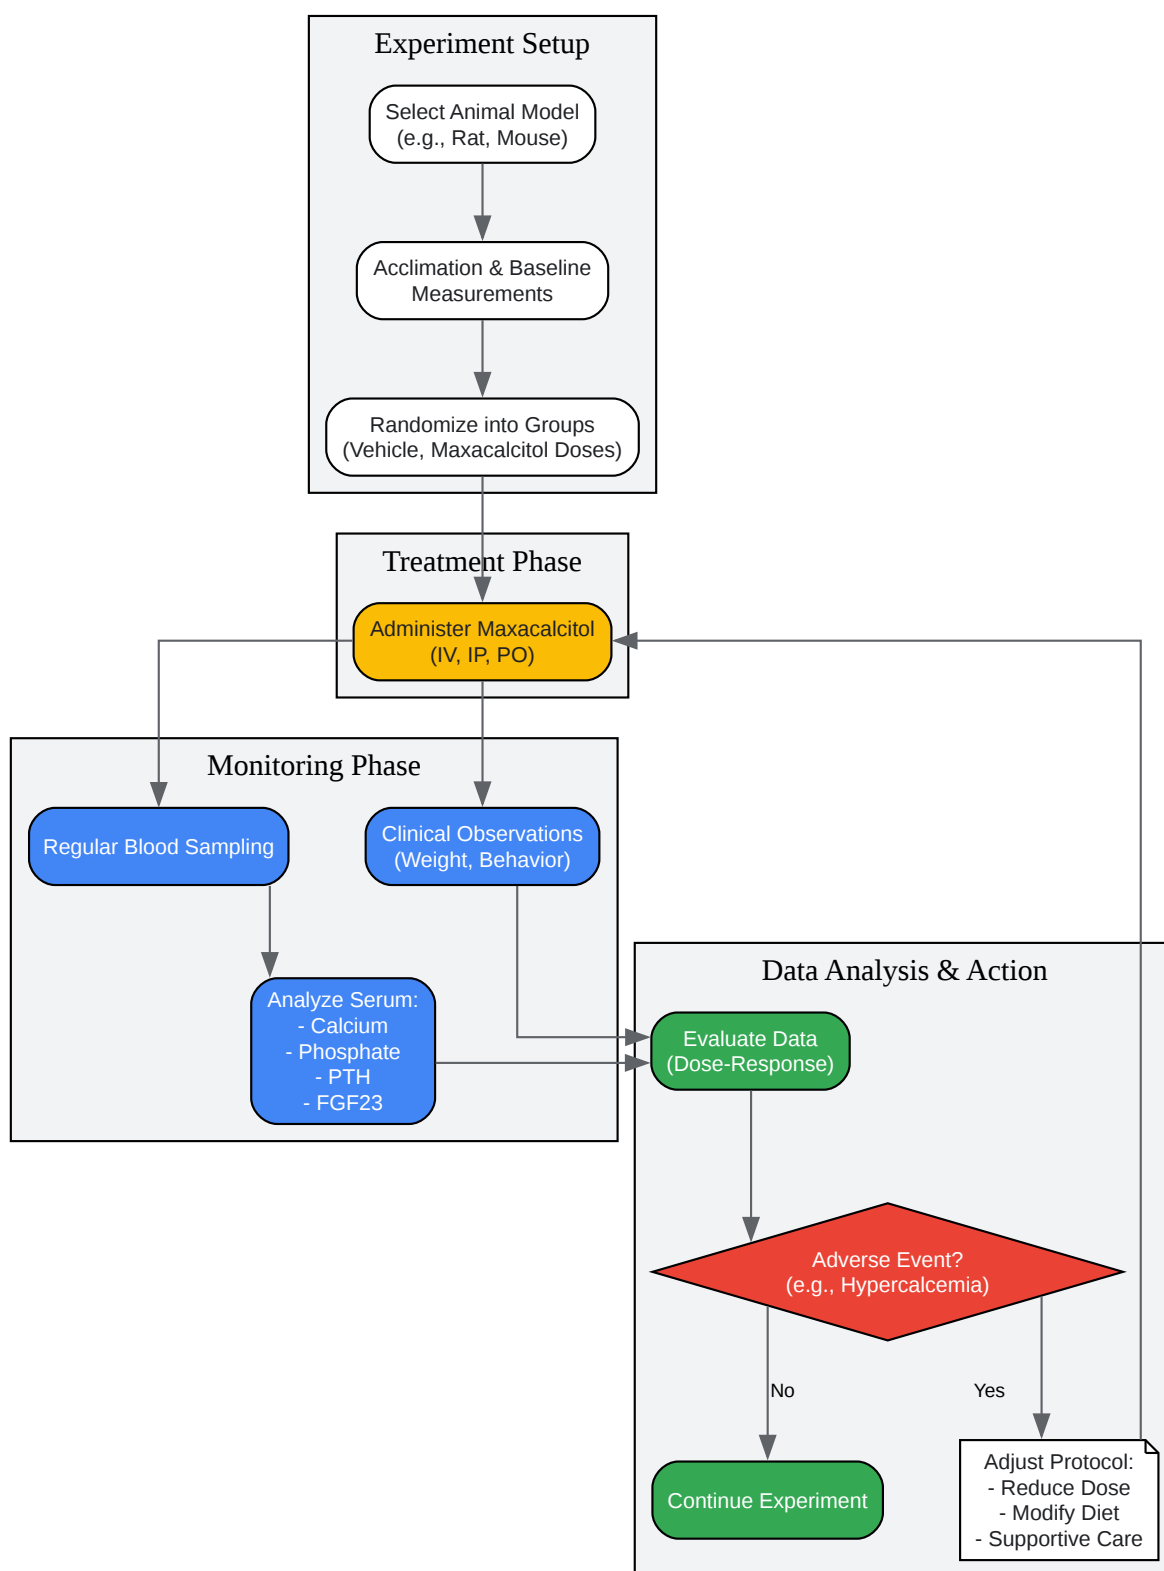 Experiment Setup
Select Animal Model
(e.g., Rat, Mouse)
Acclimation & Baseline
Measurements
Randomize into Groups
(Vehicle, Maxacalcitol Doses)
Treatment Phase
Administer Maxacalcitol
(IV, IP, PO)
Monitoring Phase
Regular Blood Sampling
Clinical Observations
(Weight, Behavior)
Analyze Serum:
- Calcium
- Phosphate
- PTH
- FGF23
Data Analysis & Action
Evaluate Data
(Dose-Response)
Adverse Event?
(e.g., Hypercalcemia)
No
Yes
Continue Experiment
Adjust Protocol:
- Reduce Dose
- Modify Diet
- Supportive Care